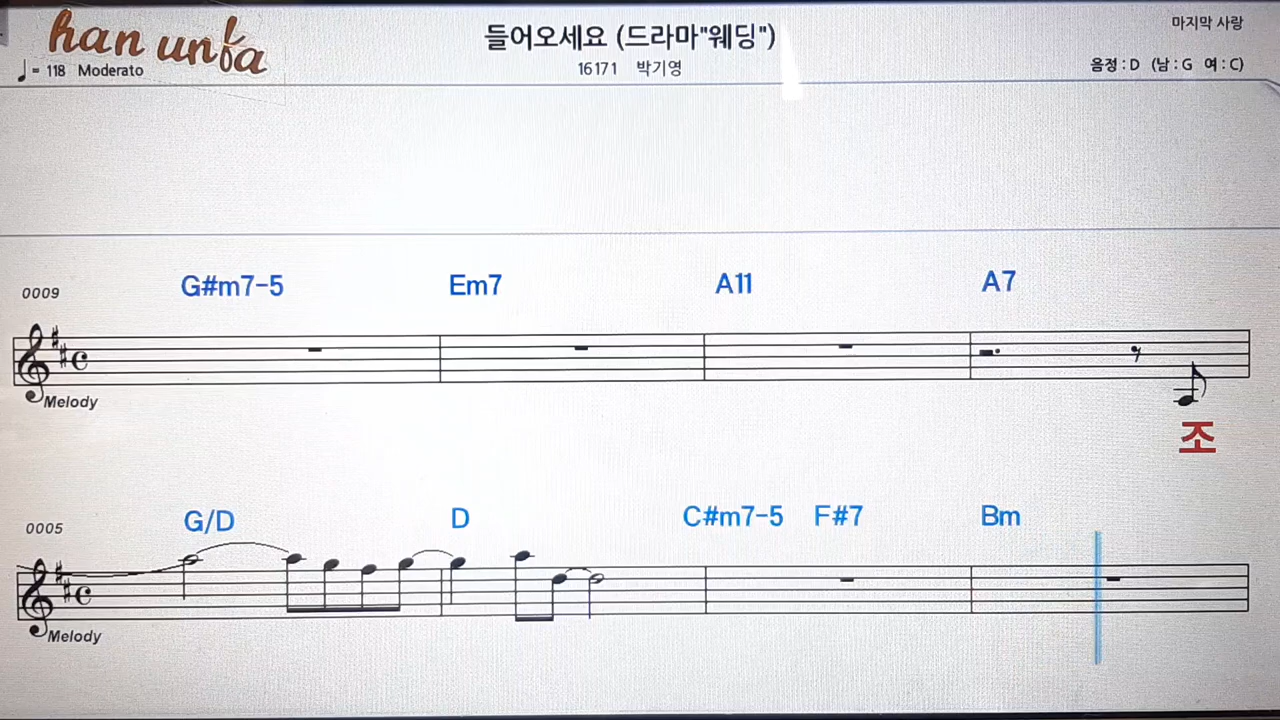 han unfa
들어오세요 (드라마"웨딩")
마지막 사랑
♩= 118 Moderato
16171 박기영
음정 : D (남 : G 여 : C)
0009 G#m7-5 Em7 A11 A7
Melody
조
0005 G/D D C#m7-5 F#7 Bm
Melody